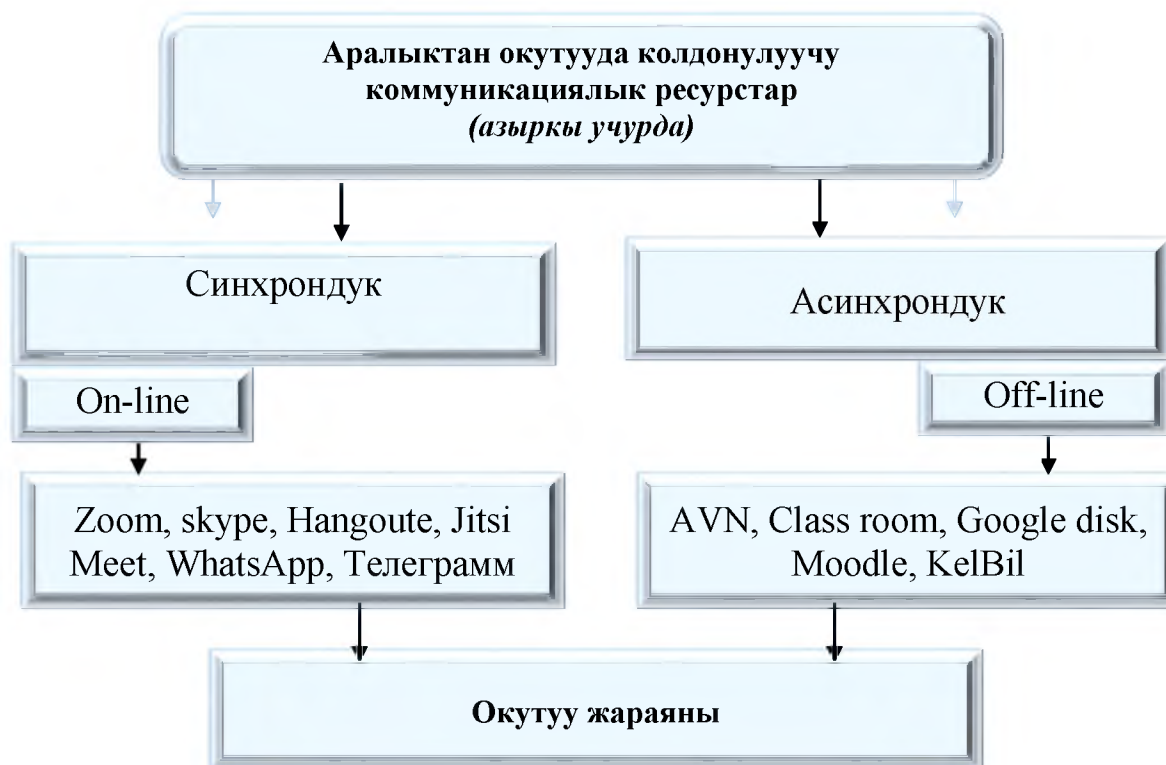 Аралыктан окутууда колдонулуучу
коммуникациялык ресурстар
(азыркы учурда)
Синхрондук
Асинхрондук
On-line
Off-line
Zoom, skype, Hangoute, Jitsi
Meet, WhatsApp, Телеграмм
AVN, Class room, Google disk,
Moodle, KelBil
Окутуу жараяны